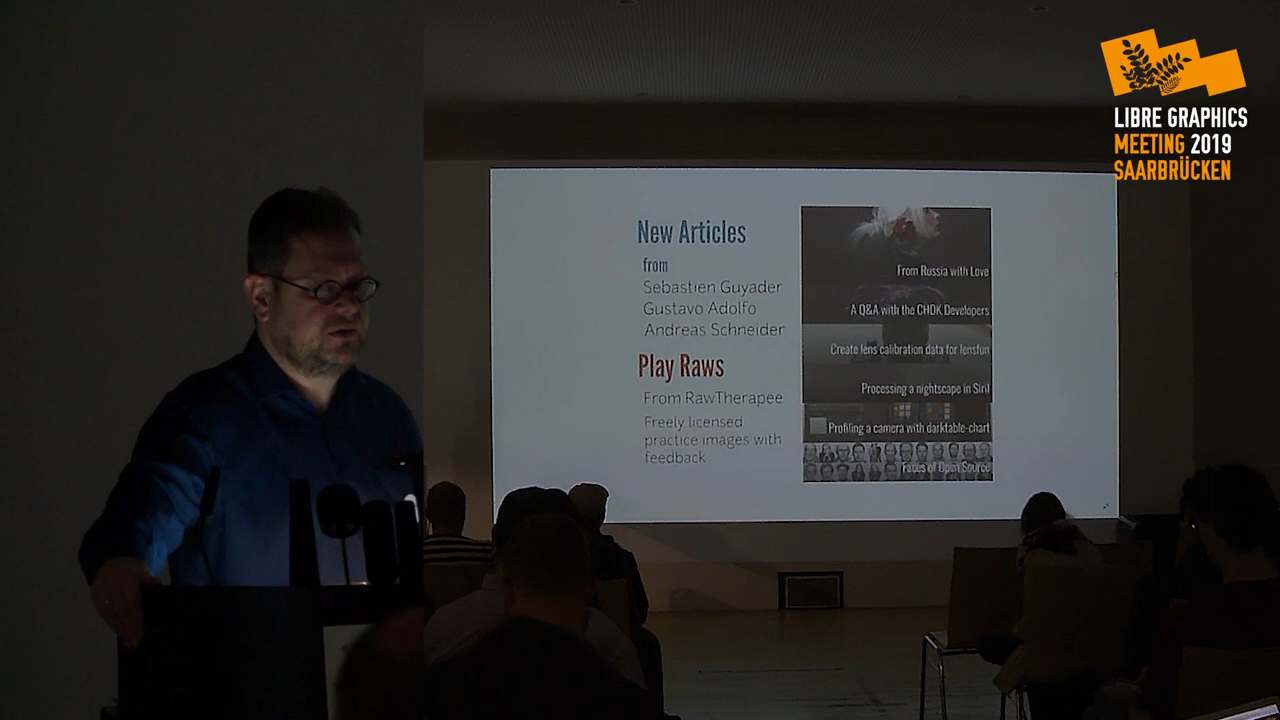 LIBRE GRAPHICS
MEETING 2019
SAARBRÜCKEN
New Articles
from
Sebastien Guyader
Gustavo Adolfo
Andreas Schneider
Play Raws
From RawTherapee
Freely licensed
practice images with
feedback
From Russia with Love
A Q&A with the CHDK Developers
Create lens calibration data for lensfun
Processing a nightscape in Siril
Profiling a camera with darktable-chart
Faces of Open Source